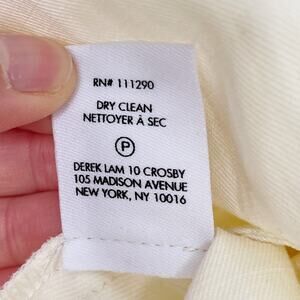 RN# 111290
DRY CLEAN
NETTOYER À SEC
P
DEREK LAM 10 CROSBY
105 MADISON AVENUE
NEW YORK, NY 10016